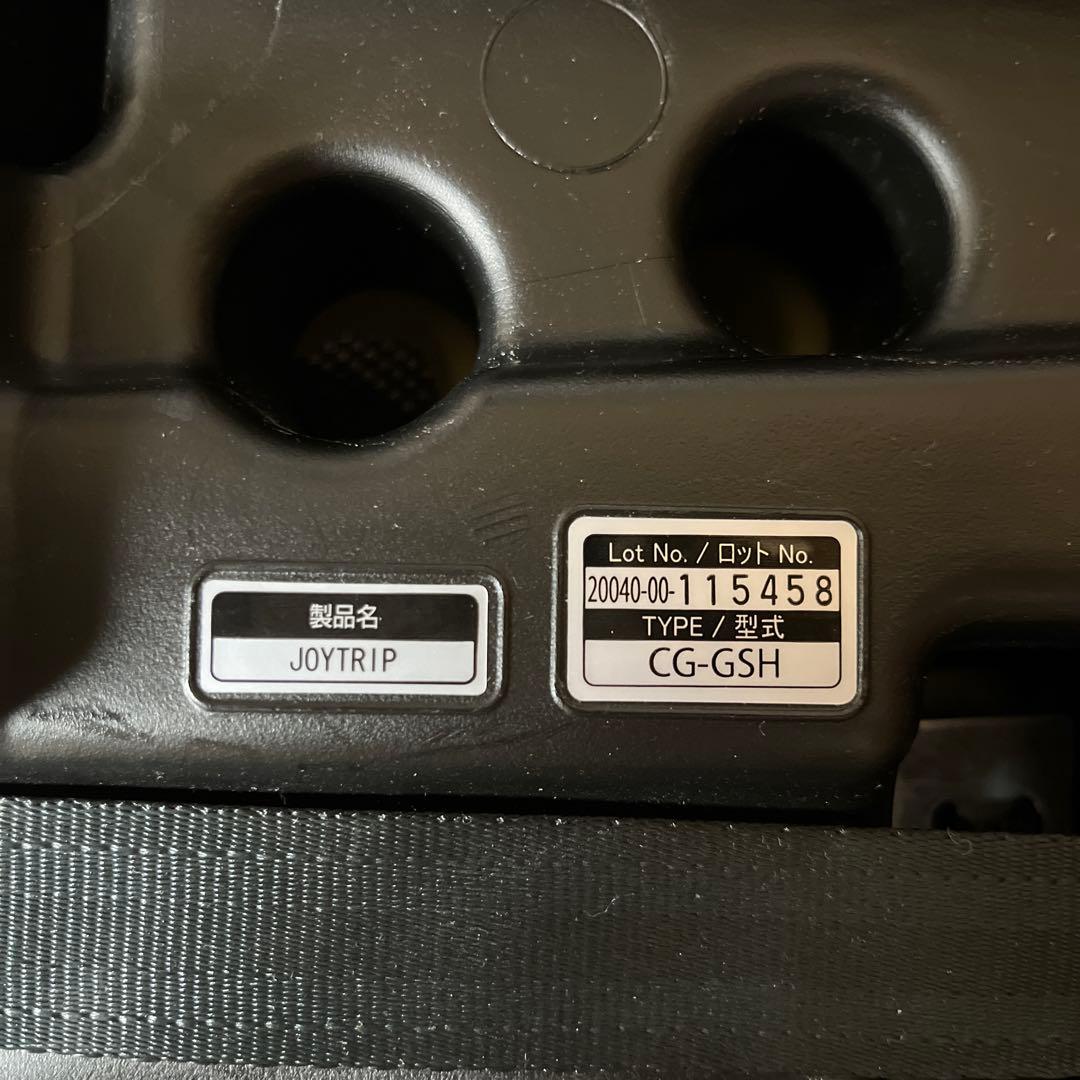 製品名
JOYTRIP
Lot No. / ロット No.
20040-00-115458
TYPE / 型式
CG-GSH